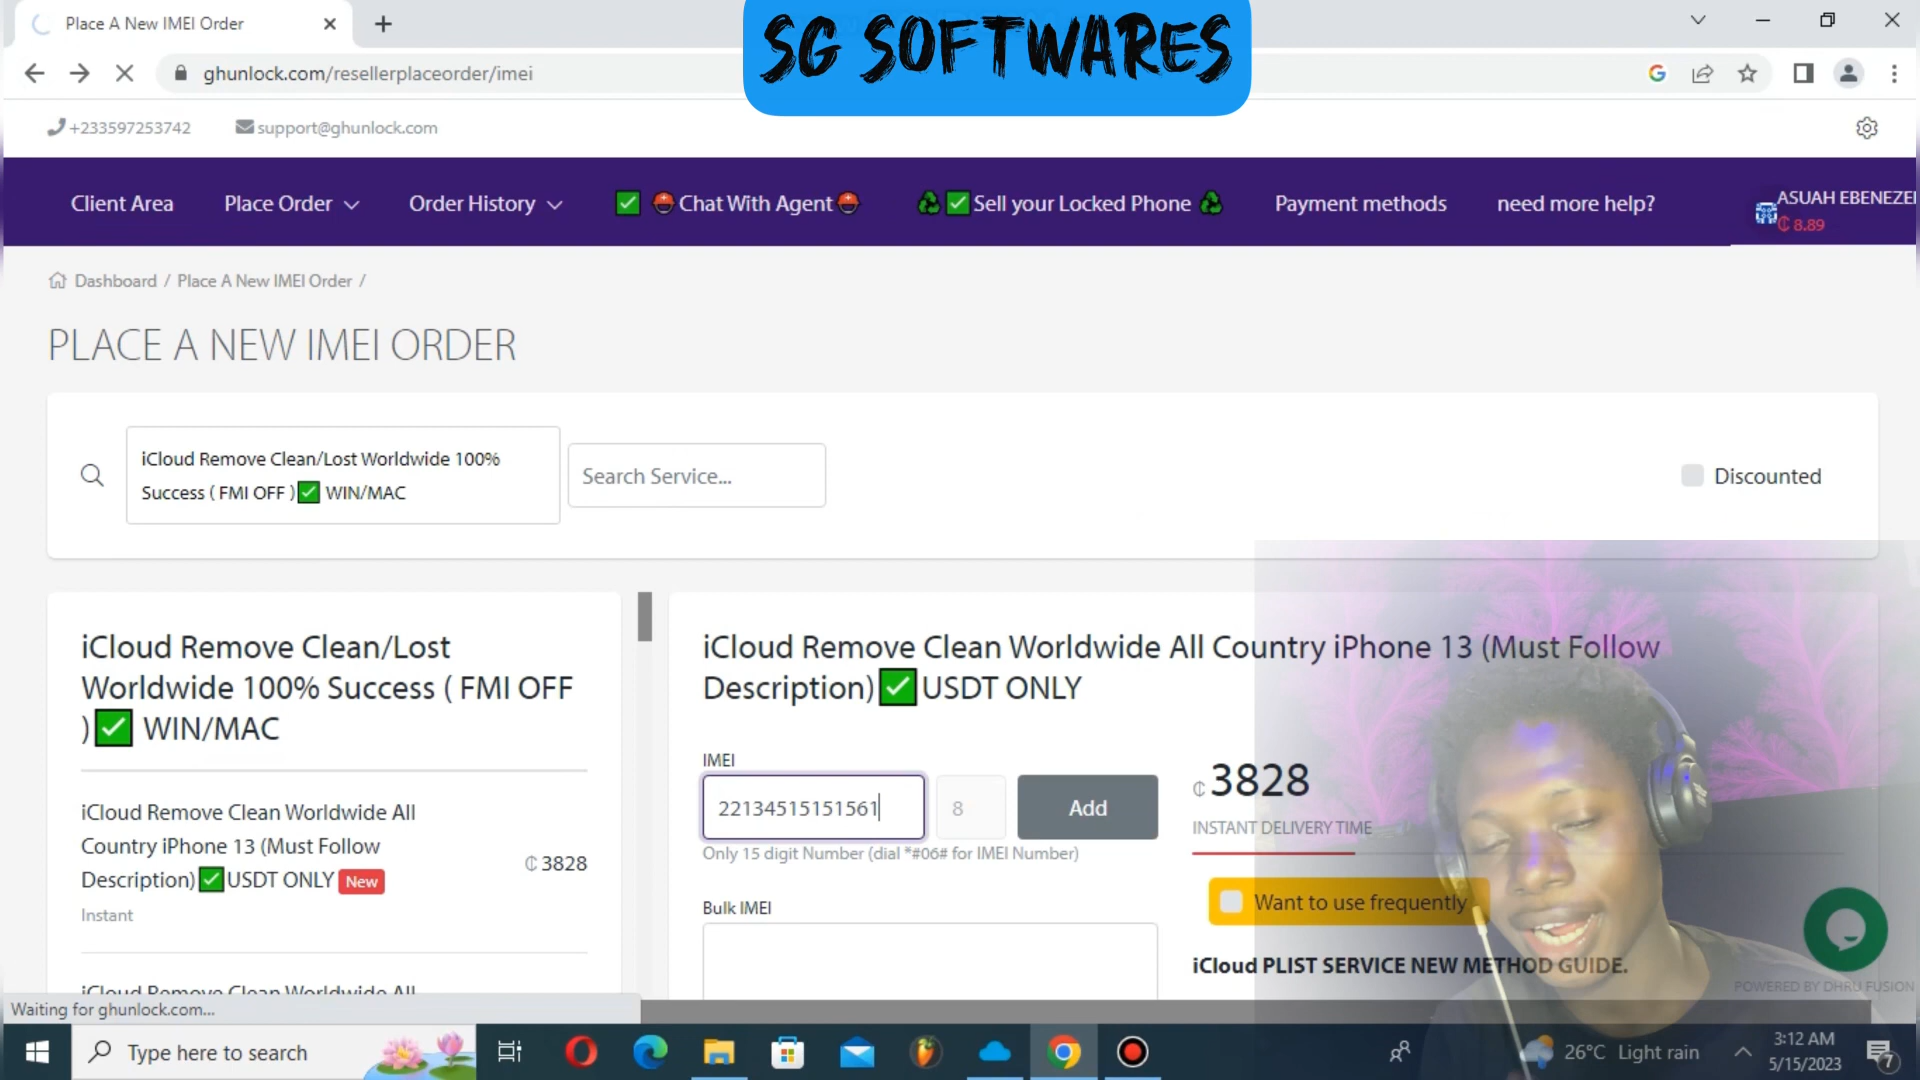 Place A New IMEI Order
SG SOFTWARES
ghunlock.com/resellerplaceorder/imei
+233597253742
support@ghunlock.com
Client Area
Place Order
Order History
Chat With Agent
Sell your Locked Phone
Payment methods
need more help?
ASUAH EBENEZE
₵ 8.89
Dashboard / Place A New IMEI Order /
PLACE A NEW IMEI ORDER
iCloud Remove Clean/Lost Worldwide 100%
Success ( FMI OFF )✅ WIN/MAC
Search Service...
Discounted
iCloud Remove Clean/Lost
Worldwide 100% Success ( FMI OFF
)✅ WIN/MAC
iCloud Remove Clean Worldwide All
Country iPhone 13 (Must Follow
Description)✅USDT ONLY New
₵ 3828
Instant
iCloud Remove Clean Worldwide All
iCloud Remove Clean Worldwide All Country iPhone 13 (Must Follow
Description)✅USDT ONLY
IMEI
22134515151561
8
Add
Only 15 digit Number (dial *#06# for IMEI Number)
Bulk IMEI
₵ 3828
INSTANT DELIVERY TIME
Want to use frequently
iCloud PLIST SERVICE NEW METHOD GUIDE.
POWERED BY DHRU FUSION
Waiting for ghunlock.com...
Type here to search
26°C Light rain
3:12 AM
5/15/2023
7